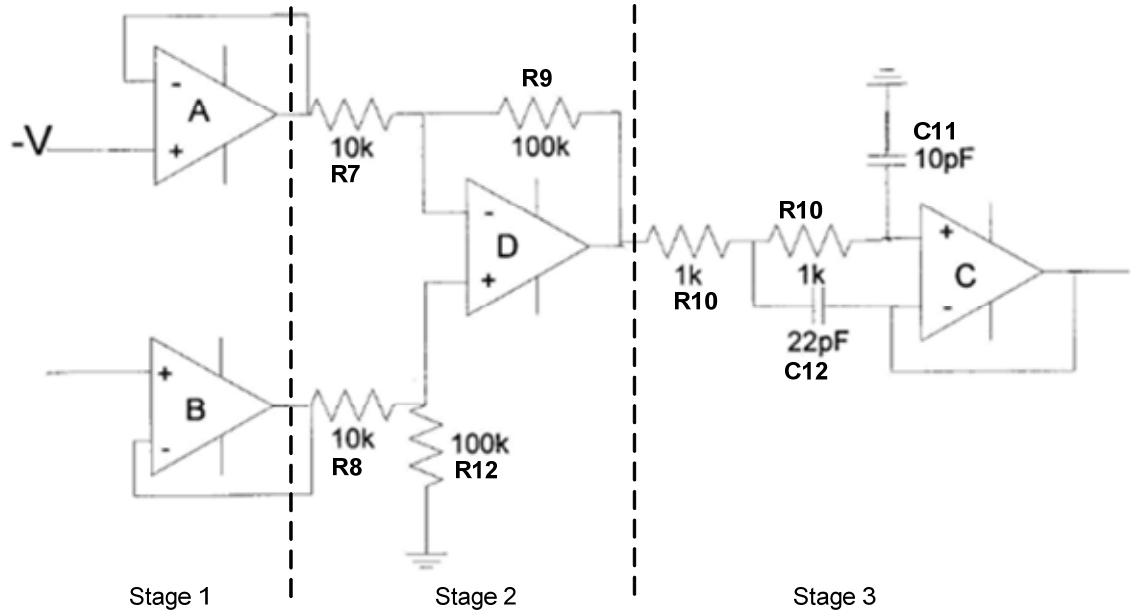 -
A
+
-V
10k
R7
R9
100k
-
D
+
+
B
-
10k
R8
100k
R12
1k
R10
R10
1k
22pF
C12
C11
10pF
+
C
-
Stage 1
Stage 2
Stage 3